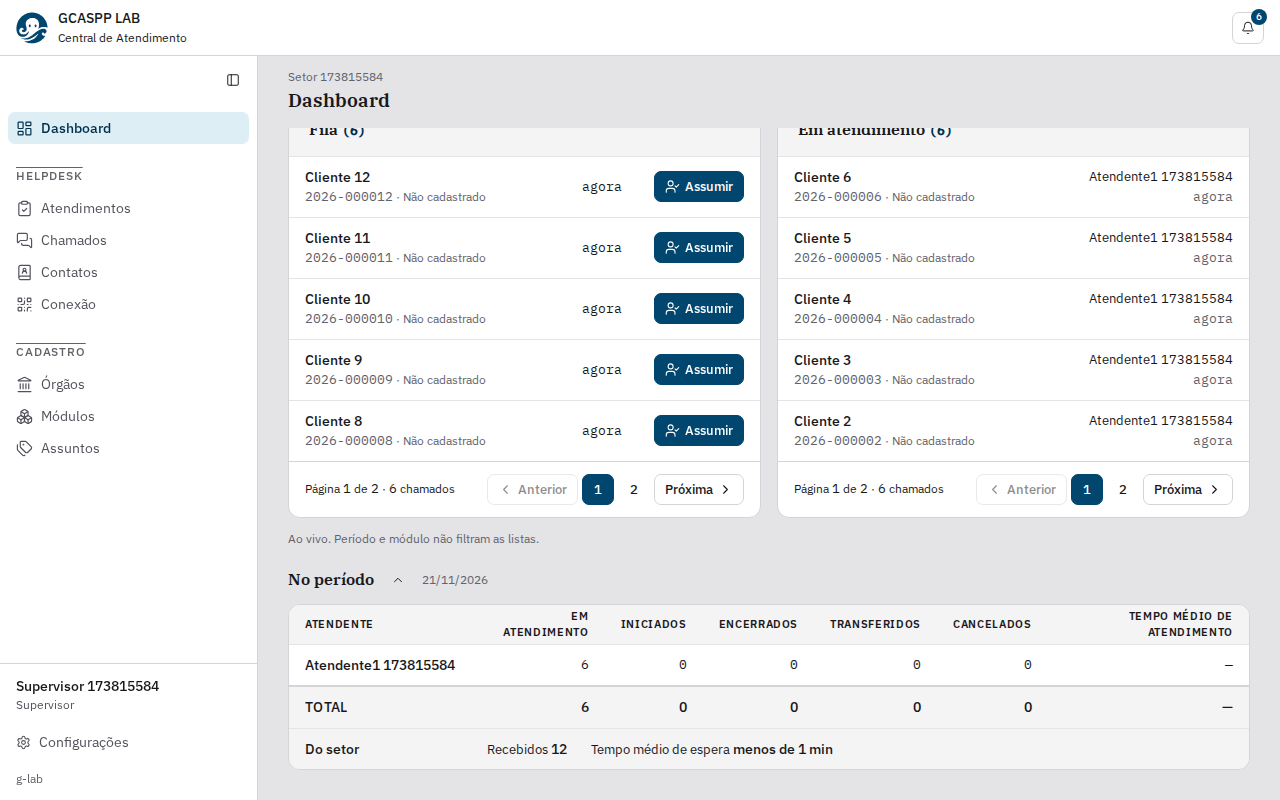 GCASPP LAB
Central de Atendimento
6
Dashboard
HELPDESK
Atendimentos
Chamados
Contatos
Conexão
CADASTRO
Órgãos
Módulos
Assuntos
Supervisor 173815584
Supervisor
Configurações
g-lab
Setor 173815584
Dashboard
Fila (6)
Cliente 12
2026-000012 · Não cadastrado
agora
Assumir
Cliente 11
2026-000011 · Não cadastrado
agora
Assumir
Cliente 10
2026-000010 · Não cadastrado
agora
Assumir
Cliente 9
2026-000009 · Não cadastrado
agora
Assumir
Cliente 8
2026-000008 · Não cadastrado
agora
Assumir
Página 1 de 2 · 6 chamados
Anterior 1 2 Próxima
Em atendimento (6)
Cliente 6
2026-000006 · Não cadastrado
Atendente1 173815584
agora
Cliente 5
2026-000005 · Não cadastrado
Atendente1 173815584
agora
Cliente 4
2026-000004 · Não cadastrado
Atendente1 173815584
agora
Cliente 3
2026-000003 · Não cadastrado
Atendente1 173815584
agora
Cliente 2
2026-000002 · Não cadastrado
Atendente1 173815584
agora
Página 1 de 2 · 6 chamados
Anterior 1 2 Próxima
Ao vivo. Período e módulo não filtram as listas.
No período 21/11/2026
ATENDENTE EM ATENDIMENTO INICIADOS ENCERRADOS TRANSFERIDOS CANCELADOS TEMPO MÉDIO DE ATENDIMENTO
Atendente1 173815584 6 0 0 0 0 —
TOTAL 6 0 0 0 0 —
Do setor Recebidos 12 Tempo médio de espera menos de 1 min